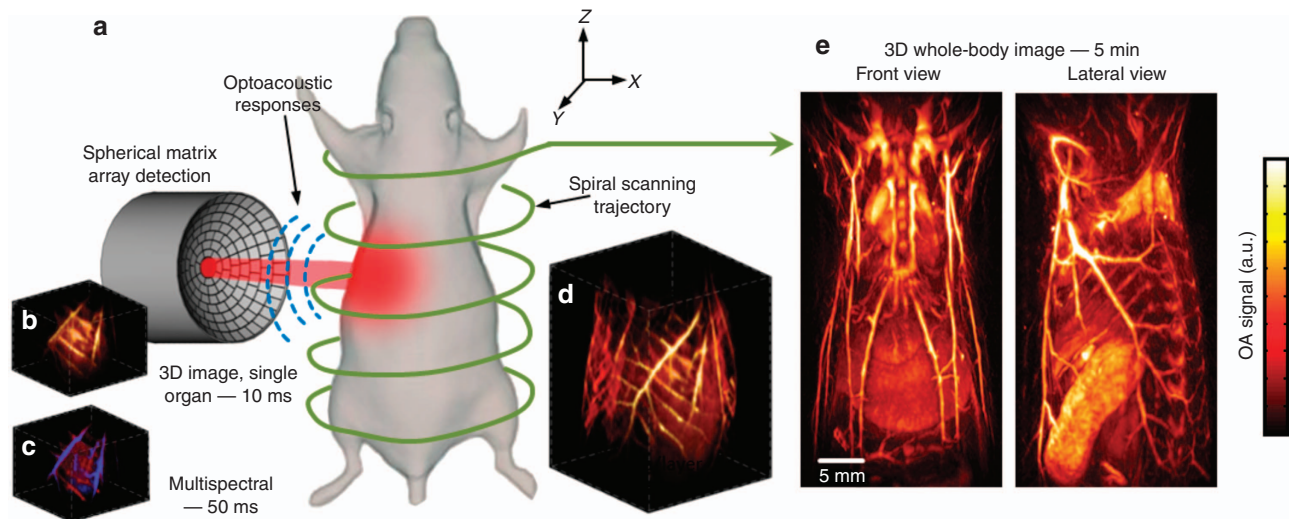 a
Z
X
Y
Optoacoustic
responses
Spherical matrix
array detection
Spiral scanning
trajectory
b
3D image, single
organ — 10 ms
c
Multispectral
— 50 ms
d
e
3D whole-body image — 5 min
Front view
Lateral view
5 mm
OA signal (a.u.)